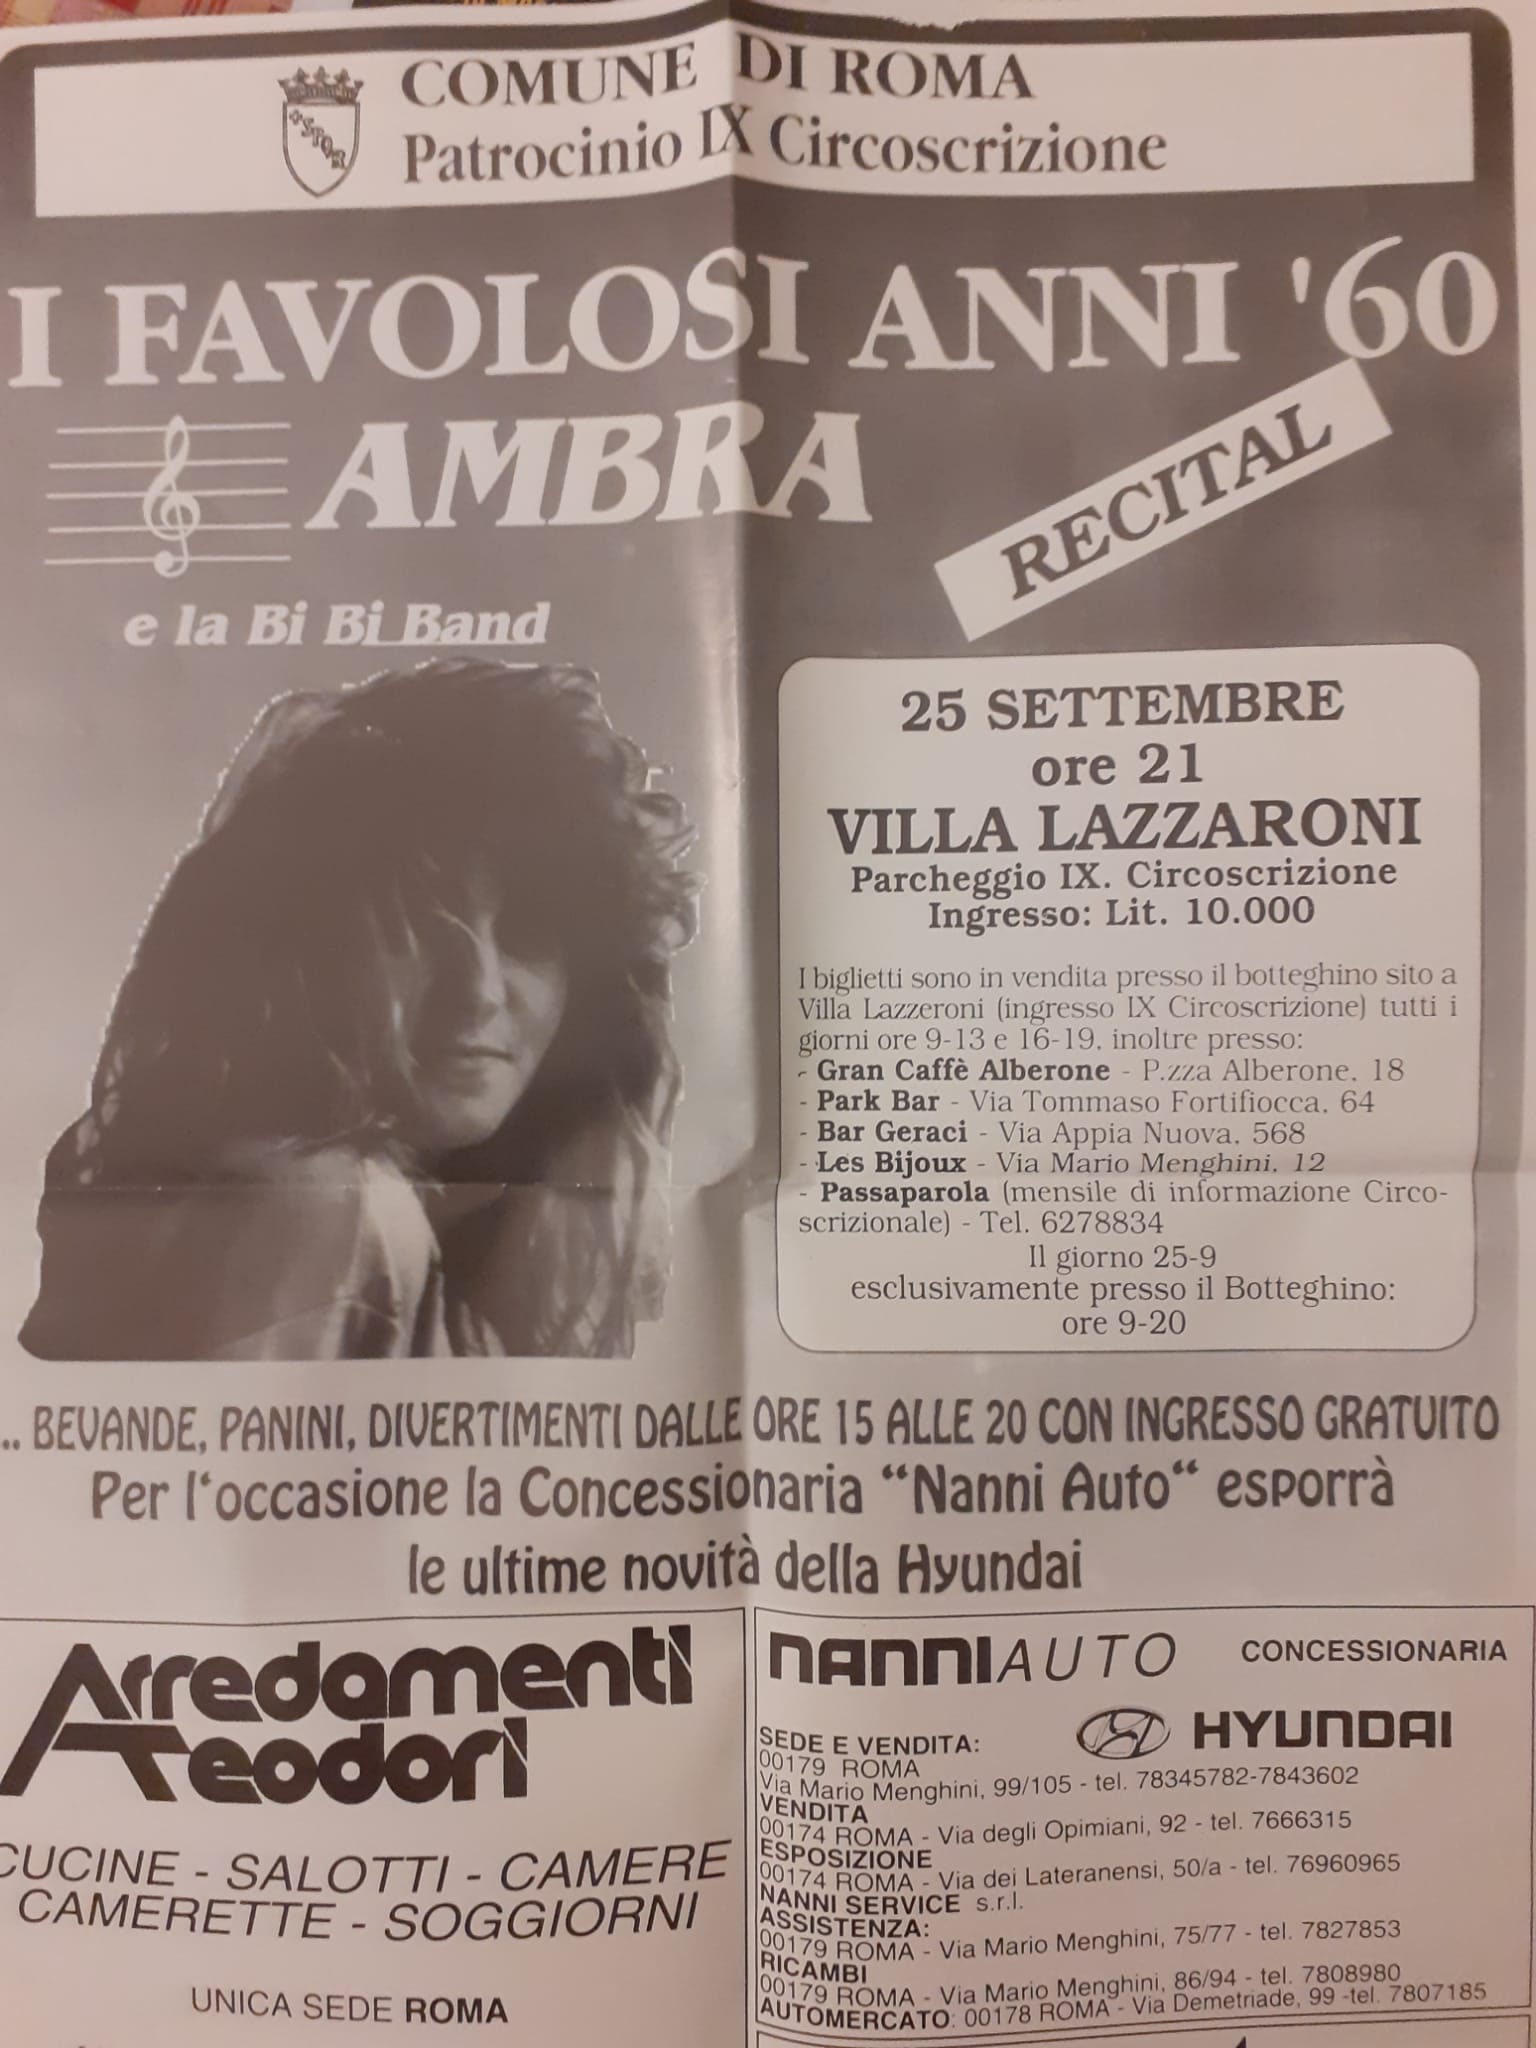 COMUNE DI ROMA
Patrocinio IX Circoscrizione
SPQR
I FAVOLOSI ANNI '60
AMBRA
RECITAL
e la Bi Bi Band
25 SETTEMBRE
ore 21
VILLA LAZZARONI
Parcheggio IX. Circoscrizione
Ingresso: Lit. 10.000
I biglietti sono in vendita presso il botteghino sito a
Villa Lazzeroni (ingresso IX Circoscrizione) tutti i
giorni ore 9-13 e 16-19, inoltre presso:
- Gran Caffè Alberone - P.zza Alberone, 18
- Park Bar - Via Tommaso Fortifiocca, 64
- Bar Geraci - Via Appia Nuova, 568
- Les Bijoux - Via Mario Menghini, 12
- Passaparola (mensile di informazione Circo-
scrizionale) - Tel. 6278834
Il giorno 25-9
esclusivamente presso il Botteghino:
ore 9-20
.. BEVANDE, PANINI, DIVERTIMENTI DALLE ORE 15 ALLE 20 CON INGRESSO GRATUITO
Per l'occasione la Concessionaria “Nanni Auto“ esporrà
le ultime novità della Hyundai
Arredamenti
Teodori
CUCINE - SALOTTI - CAMERE
CAMERETTE - SOGGIORNI
UNICA SEDE ROMA
NANNIAUTO CONCESSIONARIA
HYUNDAI
SEDE E VENDITA:
00179 ROMA
Via Mario Menghini, 99/105 - tel. 78345782-7843602
VENDITA
00174 ROMA - Via degli Opimiani, 92 - tel. 7666315
ESPOSIZIONE
00174 ROMA - Via dei Lateranensi, 50/a - tel. 76960965
NANNI SERVICE s.r.l.
ASSISTENZA:
00179 ROMA - Via Mario Menghini, 75/77 - tel. 7827853
RICAMBI
00179 ROMA - Via Mario Menghini, 86/94 - tel. 7808980
AUTOMERCATO: 00178 ROMA - Via Demetriade, 99 -tel. 7807185